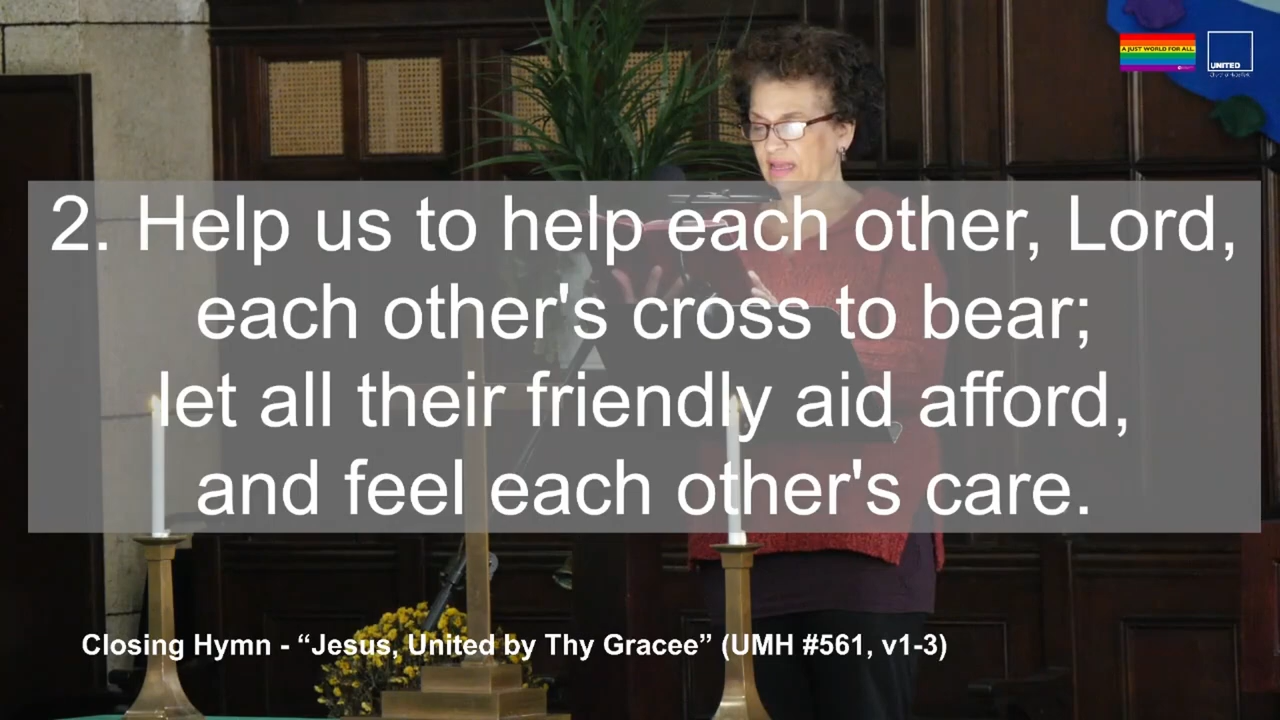 A JUST WORLD FOR ALL
UNITED
2. Help us to help each other, Lord,
each other's cross to bear;
let all their friendly aid afford,
and feel each other's care.
Closing Hymn - “Jesus, United by Thy Gracee” (UMH #561, v1-3)